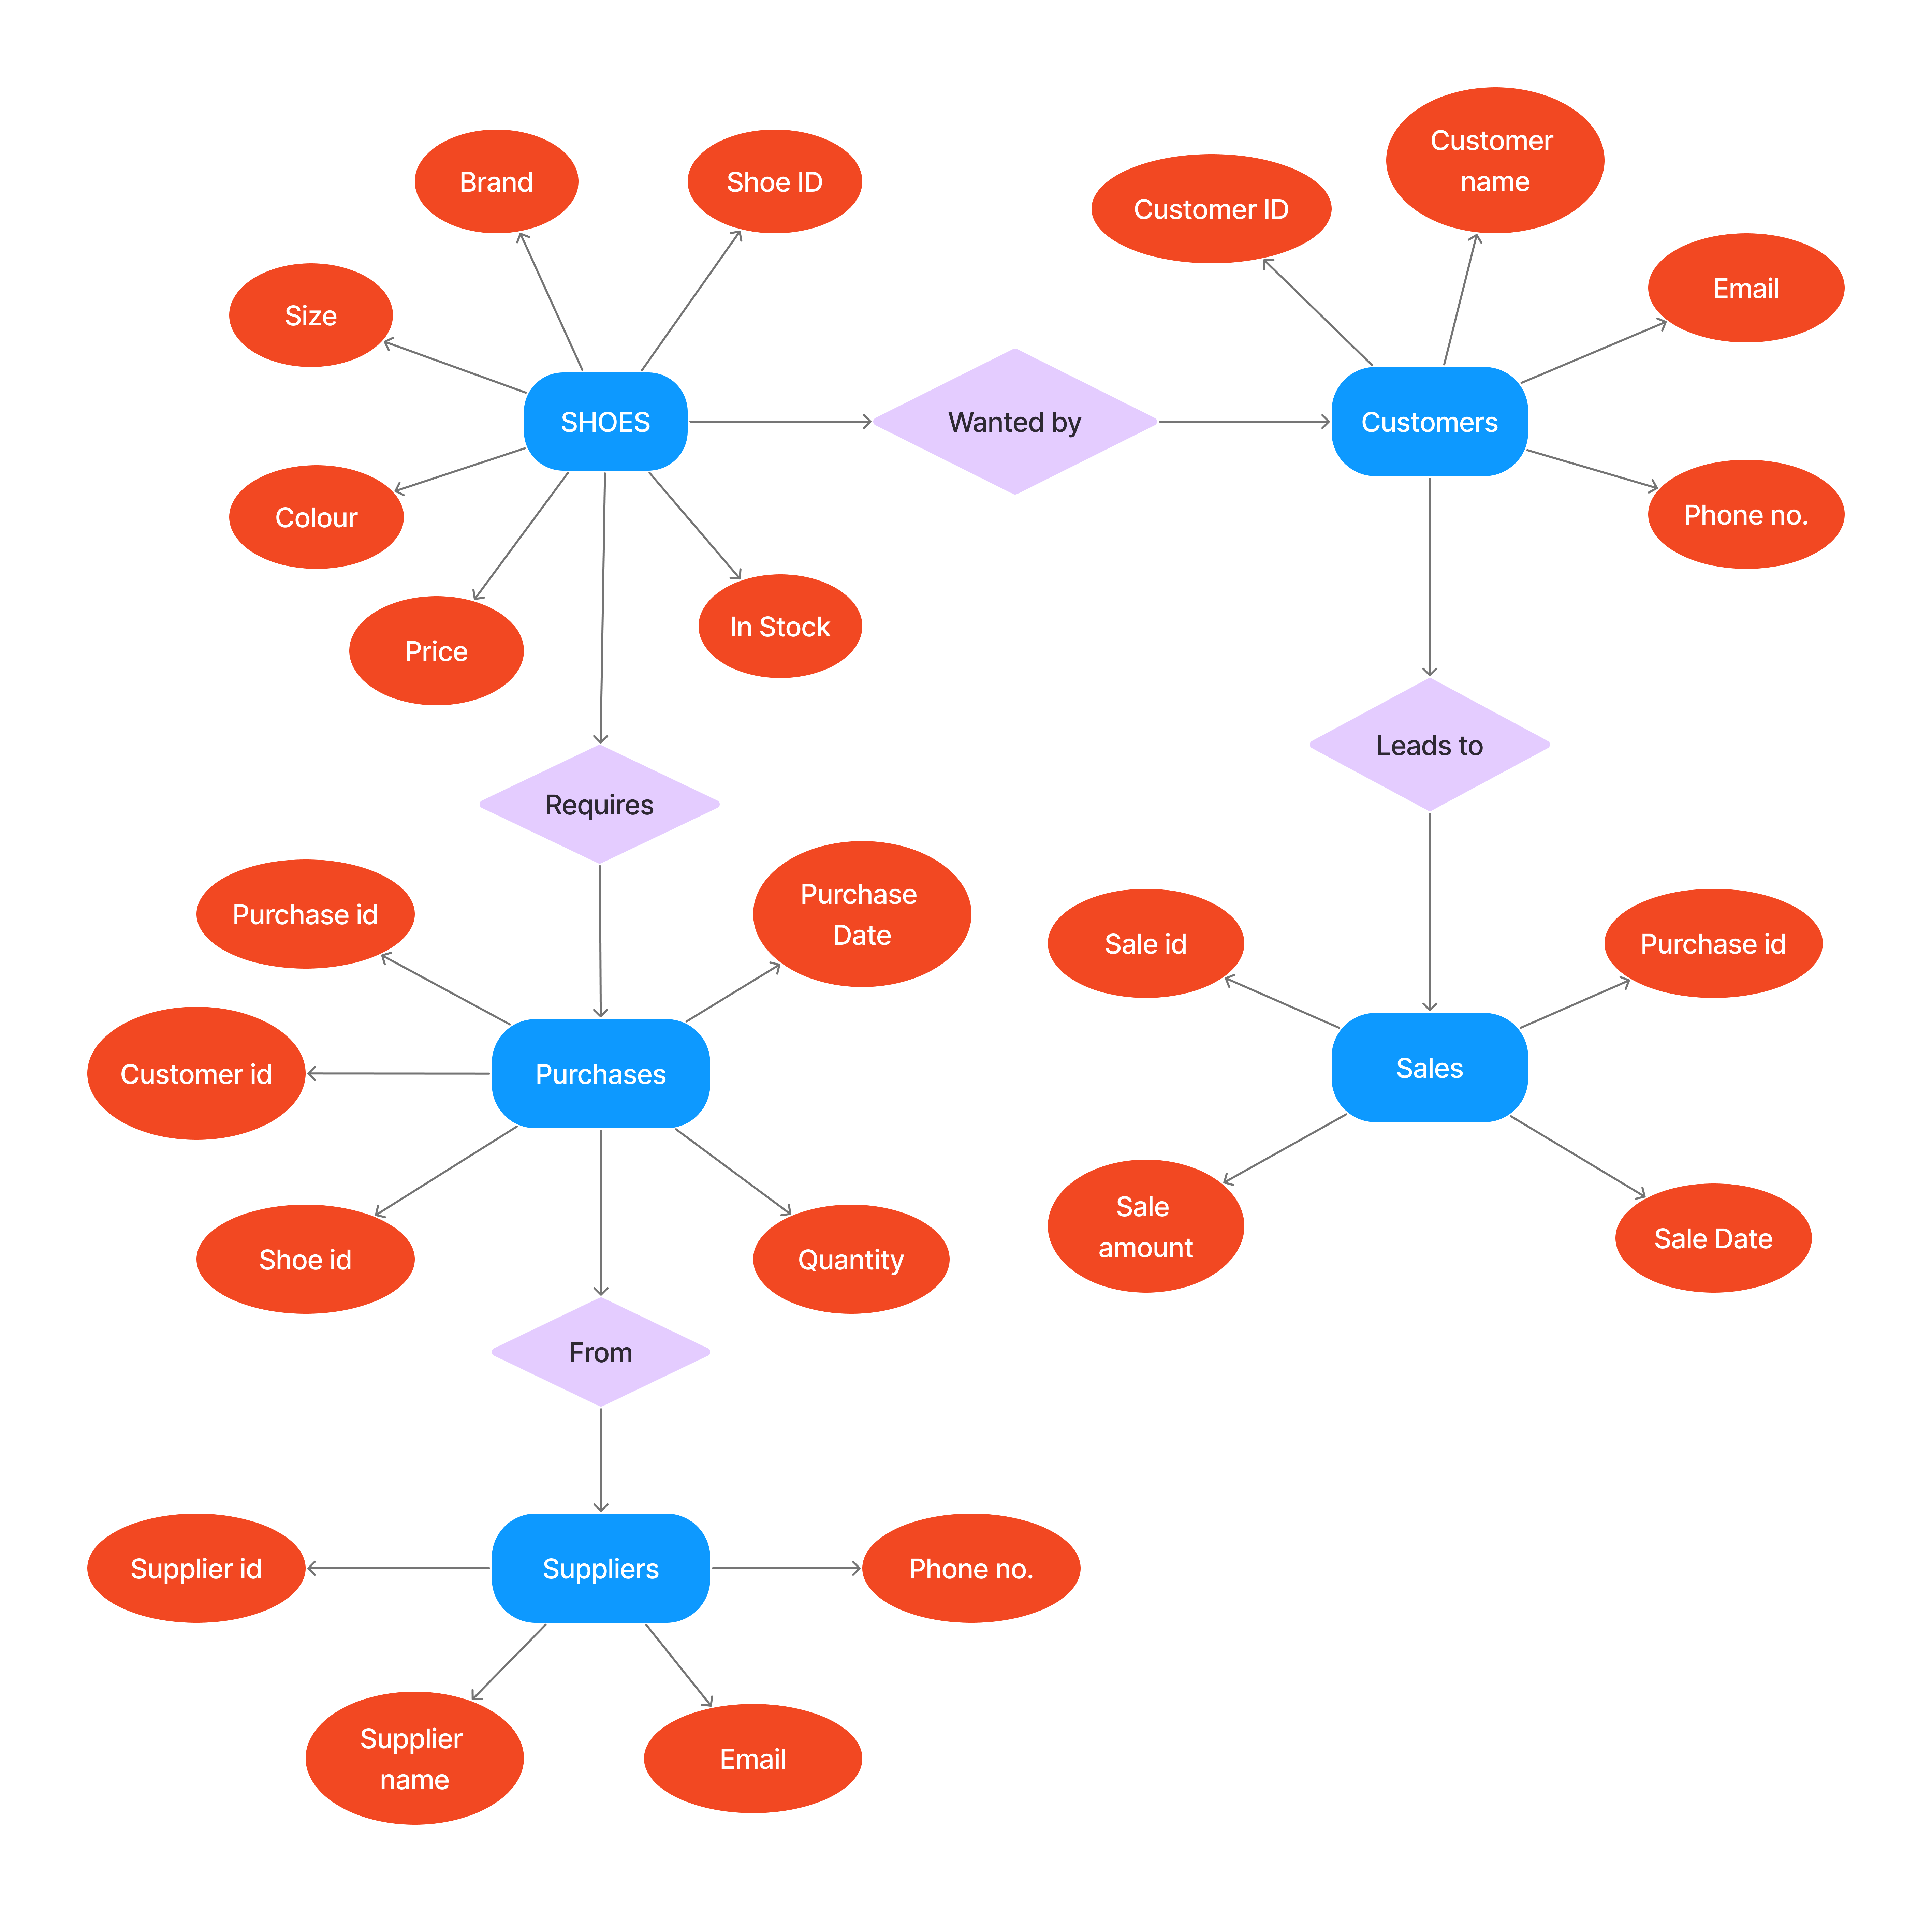 Customer
name
Brand
Shoe ID
Customer ID
Email
Size
SHOES
Wanted by
Customers
Colour
Phone no.
In Stock
Price
Leads to
Requires
Purchase id
Purchase
Date
Sale id
Purchase id
Customer id
Purchases
Sales
Sale
amount
Sale Date
Shoe id
Quantity
From
Supplier id
Suppliers
Phone no.
Supplier
name
Email